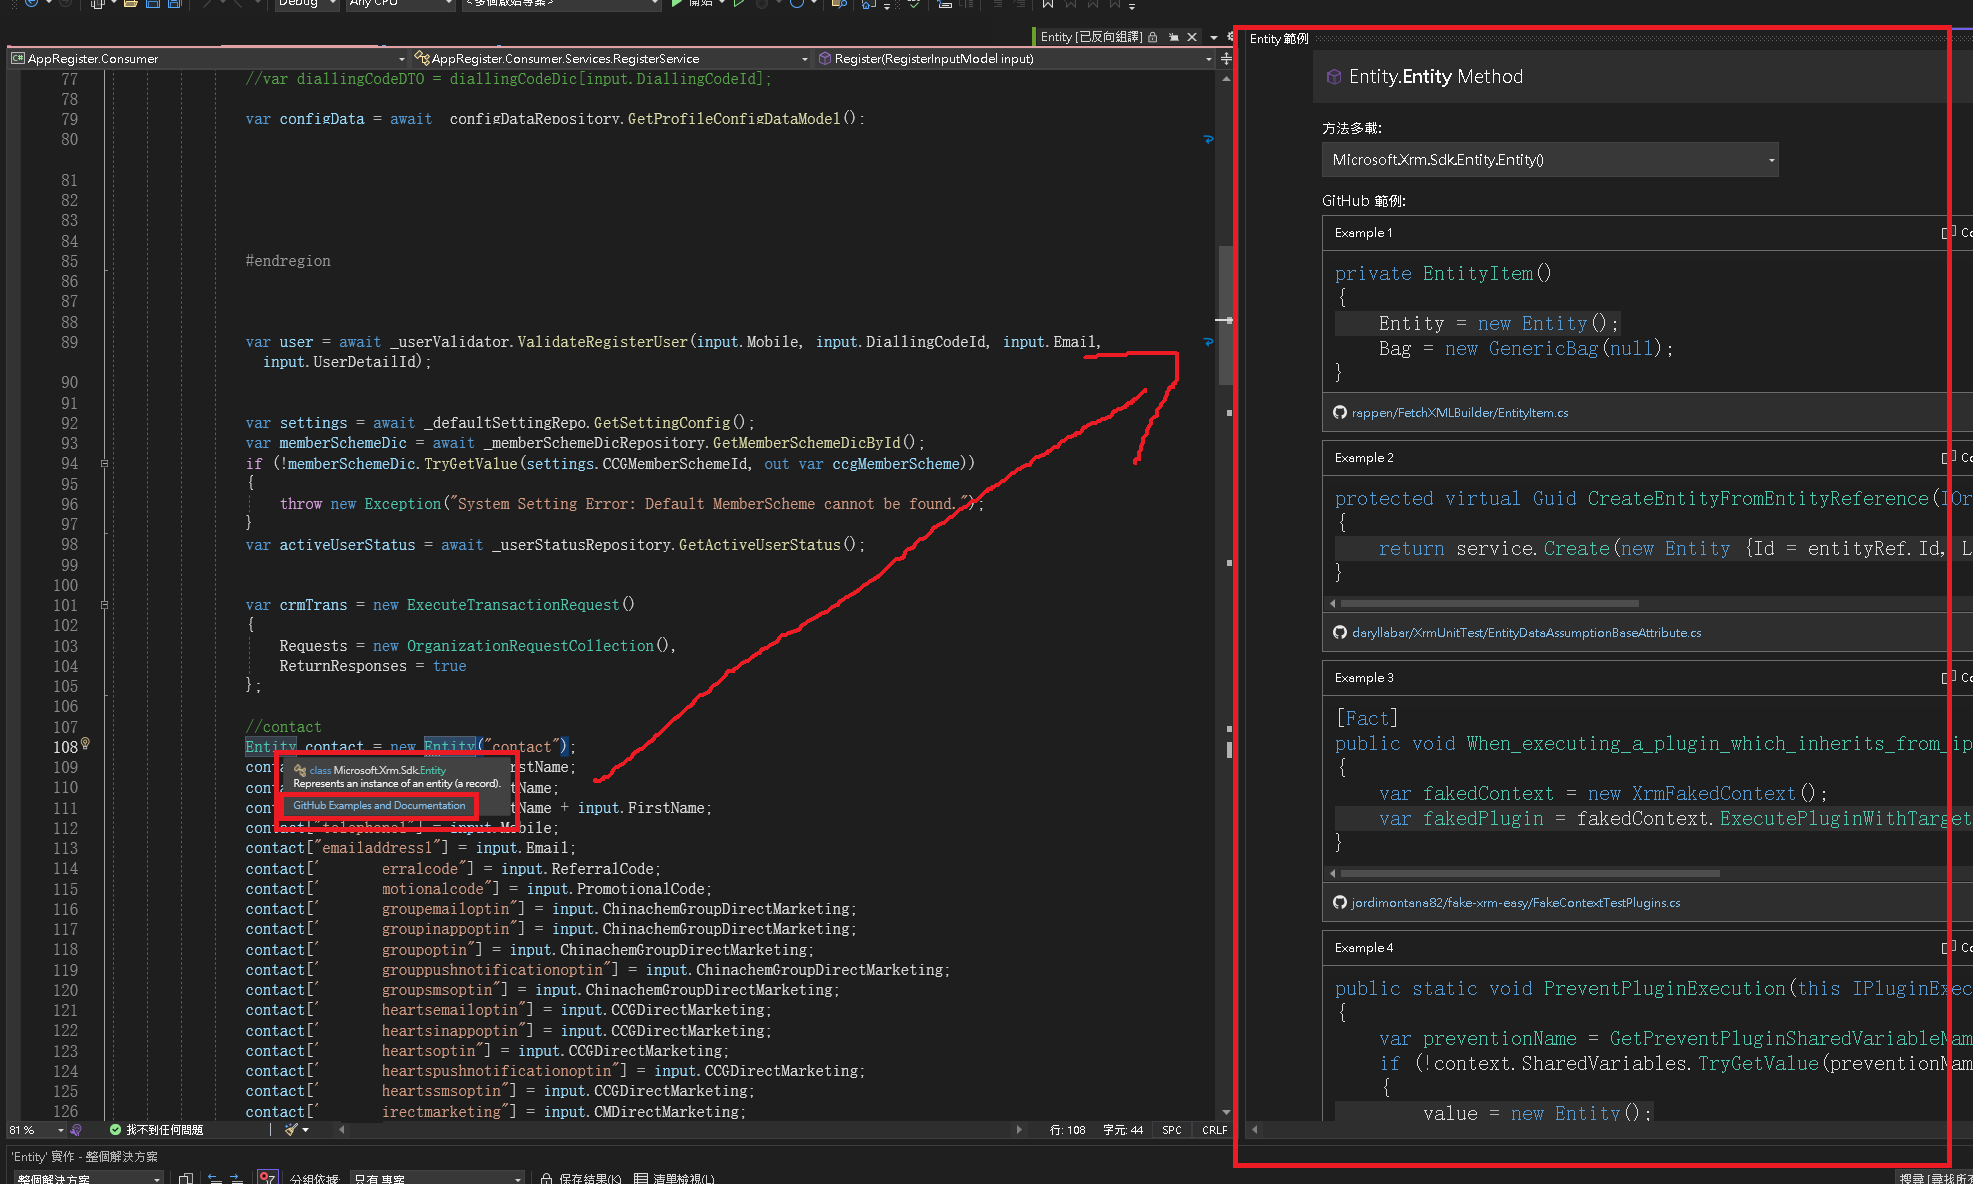 Debug
Any CPU
<多個啟始專案>
開始
Entity [已反向組譯]
AppRegister.Consumer
AppRegister.Consumer.Services.RegisterService
Register(RegisterInputModel input)
77 //var diallingCodeDTO = diallingCodeDic[input.DiallingCodeId];
78
79 var configData = await _configDataRepository.GetProfileConfigDataModel();
80
81
82
83
84
85 #endregion
86
87
88
89 var user = await _userValidator.ValidateRegisterUser(input.Mobile, input.DiallingCodeId, input.Email,
input.UserDetailId);
90
91
92 var settings = await _defaultSettingRepo.GetSettingConfig();
93 var memberSchemeDic = await _memberSchemeDicRepository.GetMemberSchemeDicById();
94 if (!memberSchemeDic.TryGetValue(settings.CCGMemberSchemeId, out var ccgMemberScheme))
95 {
96 throw new Exception("System Setting Error: Default MemberScheme cannot be found.");
97 }
98 var activeUserStatus = await _userStatusRepository.GetActiveUserStatus();
99
100
101 var crmTrans = new ExecuteTransactionRequest()
102 {
103 Requests = new OrganizationRequestCollection(),
104 ReturnResponses = true
105 };
106
107 //contact
108 Entity contact = new Entity("contact");
109 conta rstName;
110 conta tName;
111 cont tName + input.FirstName;
112 contact["telephone1"] = input.Mobile;
class Microsoft.Xrm.Sdk.Entity
Represents an instance of an entity (a record).
GitHub Examples and Documentation
113 contact["emailaddress1"] = input.Email;
114 contact[" erralcode"] = input.ReferralCode;
115 contact[" motionalcode"] = input.PromotionalCode;
116 contact[" groupemailoptin"] = input.ChinachemGroupDirectMarketing;
117 contact[" groupinappoptin"] = input.ChinachemGroupDirectMarketing;
118 contact[" groupoptin"] = input.ChinachemGroupDirectMarketing;
119 contact[" grouppushnotificationoptin"] = input.ChinachemGroupDirectMarketing;
120 contact[" groupsmsoptin"] = input.ChinachemGroupDirectMarketing;
121 contact[" heartsemailoptin"] = input.CCGDirectMarketing;
122 contact[" heartsinappoptin"] = input.CCGDirectMarketing;
123 contact[" heartsoptin"] = input.CCGDirectMarketing;
124 contact[" heartspushnotificationoptin"] = input.CCGDirectMarketing;
125 contact[" heartssmsoptin"] = input.CCGDirectMarketing;
126 contact[" irectmarketing"] = input.CMDirectMarketing;
81 %
找不到任何問題
行: 108 字元: 44 SPC CRLF
'Entity' 實作 - 整個解決方案
整個解決方案
分組依據: 只有 專案
保存結果(K)
清單檢視(L)
Entity 範例
Entity.Entity Method
方法多載:
Microsoft.Xrm.Sdk.Entity.Entity()
GitHub 範例:
Example 1 Co
private EntityItem()
{
Entity = new Entity();
Bag = new GenericBag(null);
}
rappen/FetchXMLBuilder/EntityItem.cs
Example 2 Co
protected virtual Guid CreateEntityFromEntityReference(IOr
{
return service.Create(new Entity {Id = entityRef.Id, L
}
daryllabar/XrmUnitTest/EntityDataAssumptionBaseAttribute.cs
Example 3 Co
[Fact]
public void When_executing_a_plugin_which_inherits_from_ip
{
var fakedContext = new XrmFakedContext();
var fakedPlugin = fakedContext.ExecutePluginWithTarget
}
jordimontana82/fake-xrm-easy/FakeContextTestPlugins.cs
Example 4 Co
public static void PreventPluginExecution(this IPluginExec
{
var preventionName = GetPreventPluginSharedVariableNam
if (!context.SharedVariables.TryGetValue(preventionNam
{
value = new Entity();
搜尋 [尋找所有